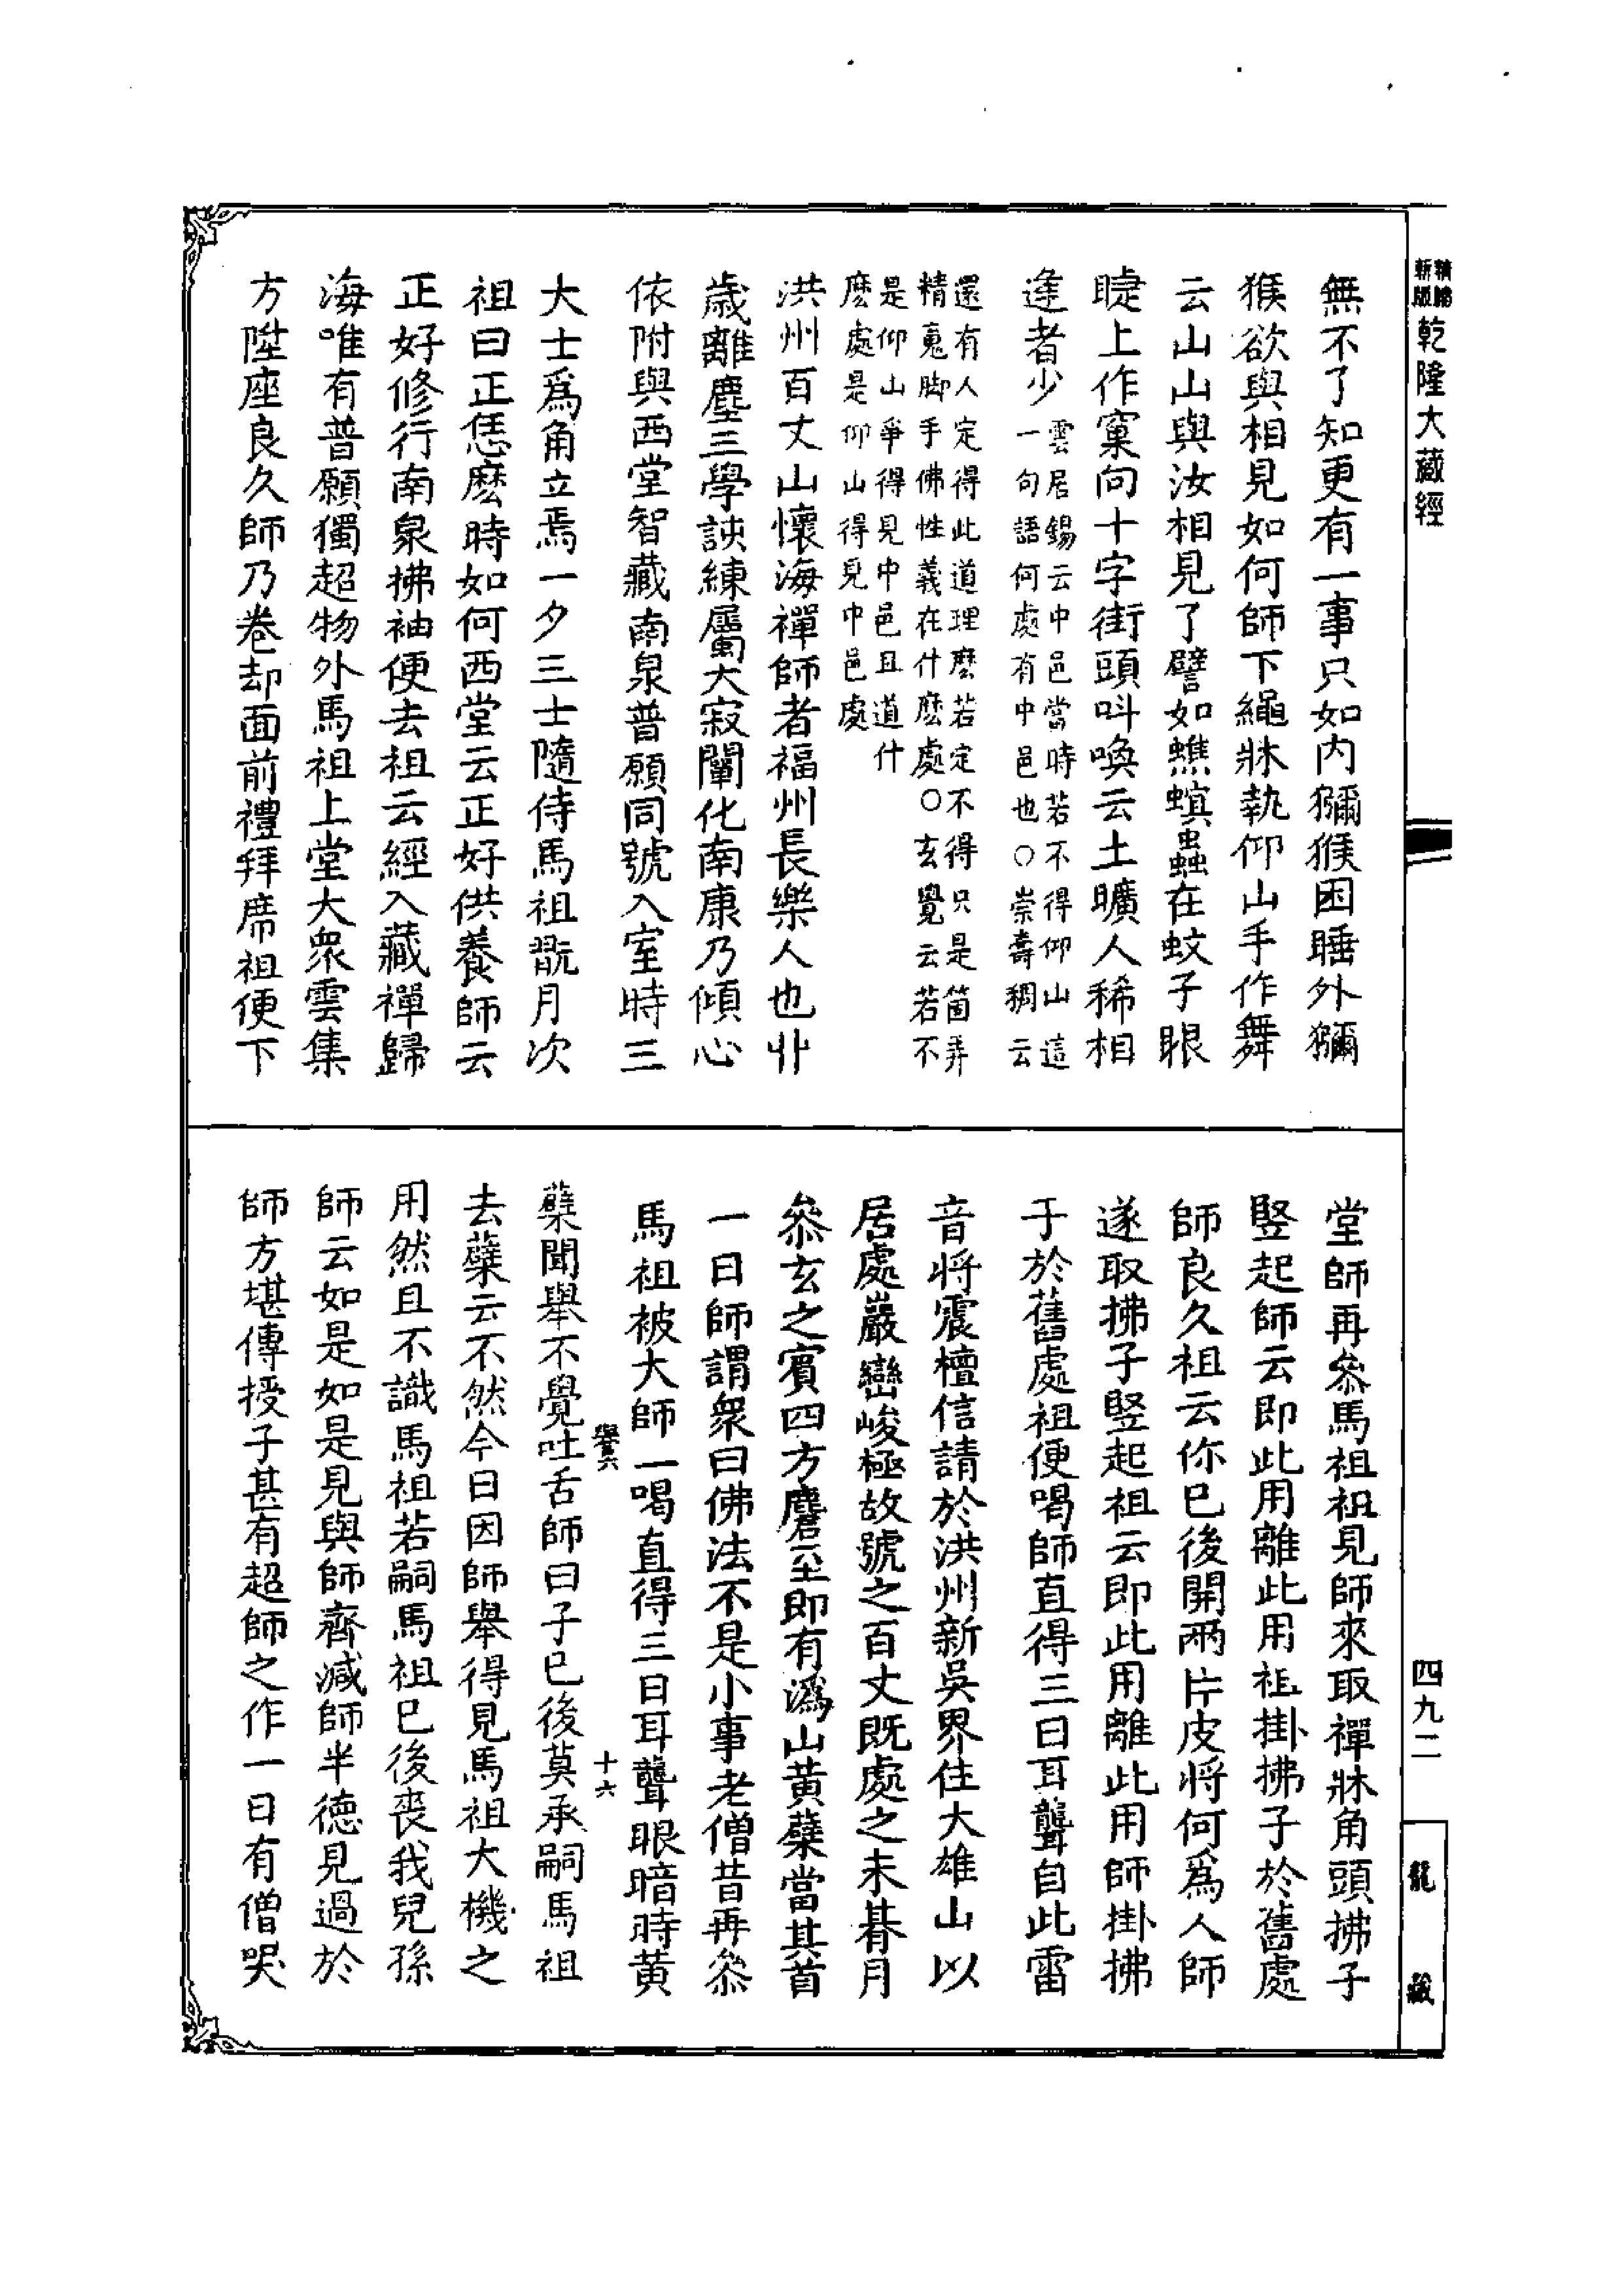 乾隆大藏經
無不了知更有一事只如內獼猴困睡外獼
猴欲與相見如何師下繩牀執仰山手作舞
云山山與汝相見了譬如蟭螟蟲在蚊子眼
睫上作窠向十字街頭叫喚云土曠人稀相
逢者少
雲居錫云中邑當時若不得仰山這
一句語何處有中邑也○崇壽稠云
還有人定得此道理麽若定不得只是箇弄
精䰟脚手佛性義在什麽處○玄覺云若不
是仰山爭得見中邑且道什
麽處是仰山得見中邑處
洪州百丈山懷海禪師者福州長樂人也丱
歲離塵三學該練屬大寂闡化南康乃傾心
依附與西堂智藏南泉普願同號入室時三
大士爲角立焉一夕三士隨侍馬祖翫月次
祖曰正恁麽時如何西堂云正好供養師云
正好修行南泉拂袖便去祖云經入藏禪歸
海唯有普願獨超物外馬祖上堂大衆雲集
方陞座良久師乃卷却面前禮拜席祖便下
堂師再叅馬祖祖見師來取禪牀角頭拂子
竪起師云即此用離此用祖掛拂子於舊處
師良久祖云你已後開兩片皮將何爲人師
遂取拂子竪起祖云即此用離此用師掛拂
于於舊處祖便喝師直得三日耳聾自此雷
音將震檀信請於洪州新吳界住大雄山以
居處巖巒峻極故號之百丈既處之未朞月
叅玄之賓四方麏至即有潙山黃蘗當其首
一日師謂衆曰佛法不是小事老僧昔再叅
馬祖被大師一喝直得三日耳聾眼暗時黃
十六
蘗聞舉不覺吐舌師曰子已後莫承嗣馬祖
去蘗云不然今日因師舉得見馬祖大機之
用然且不識馬祖若嗣馬祖已後喪我兒孫
師云如是如是見與師齊減師半德見過於
師方堪傳授子甚有超師之作一日有僧哭
四九二
龍藏